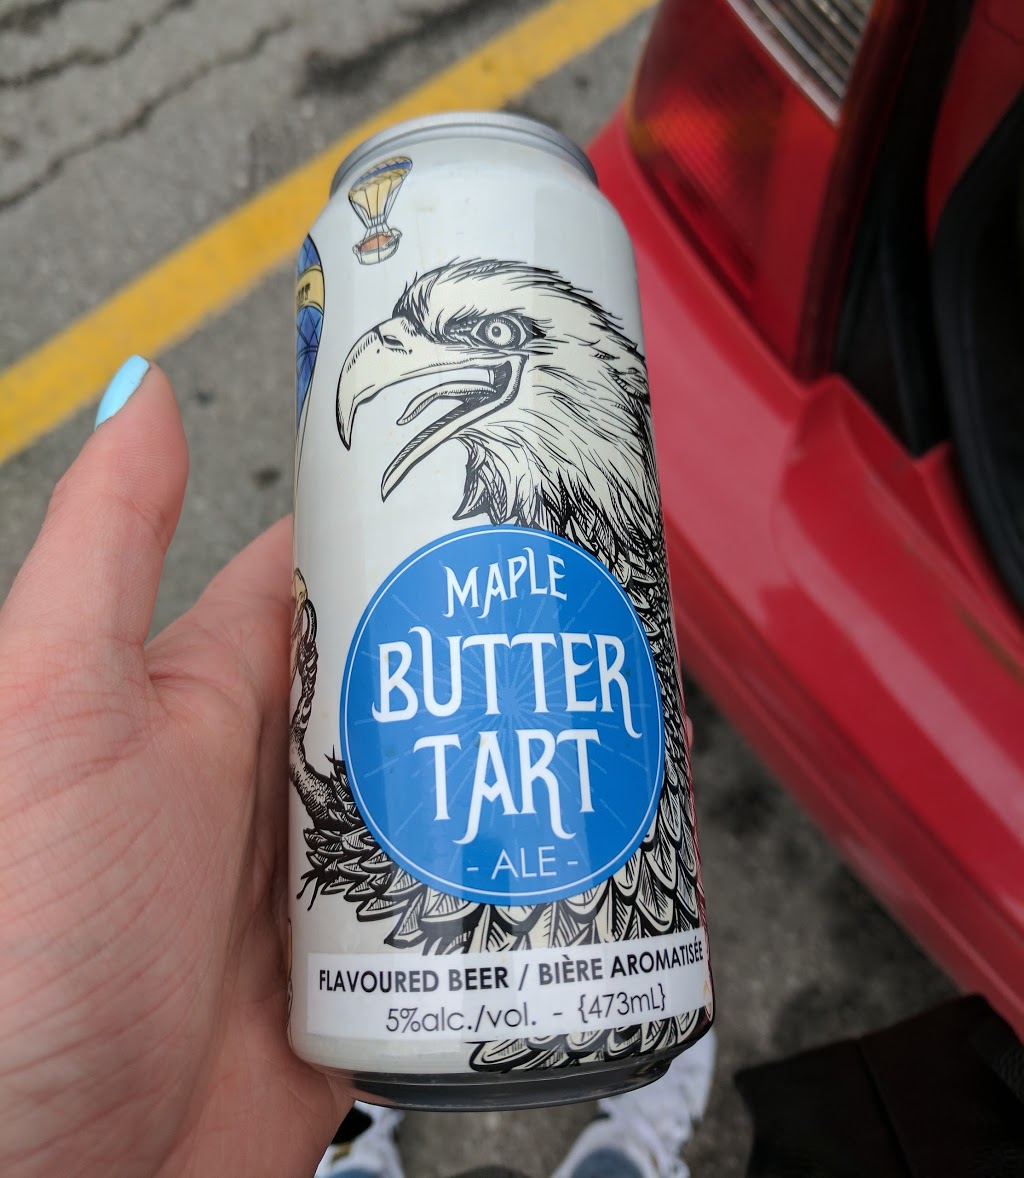 MAPLE
BUTTER
TART
- ALE -
FLAVOURED BEER / BIÈRE AROMATISÉE
5%alc./vol. - {473mL}